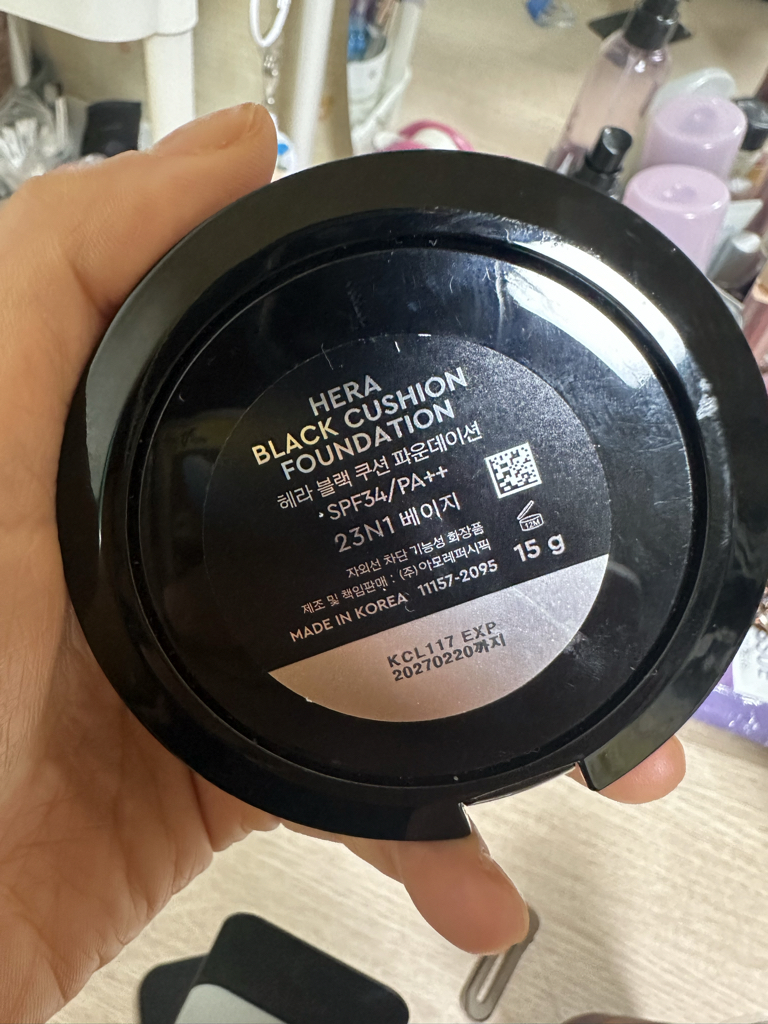 HERA
BLACK CUSHION
FOUNDATION
헤라 블랙 쿠션 파운데이션
•SPF34/PA++
23N1 베이지
12M
자외선 차단 기능성 화장품
15 g
제조 및 책임판매 : (주)아모레퍼시픽
MADE IN KOREA 11157-2095
KCL117 EXP
20270220까지